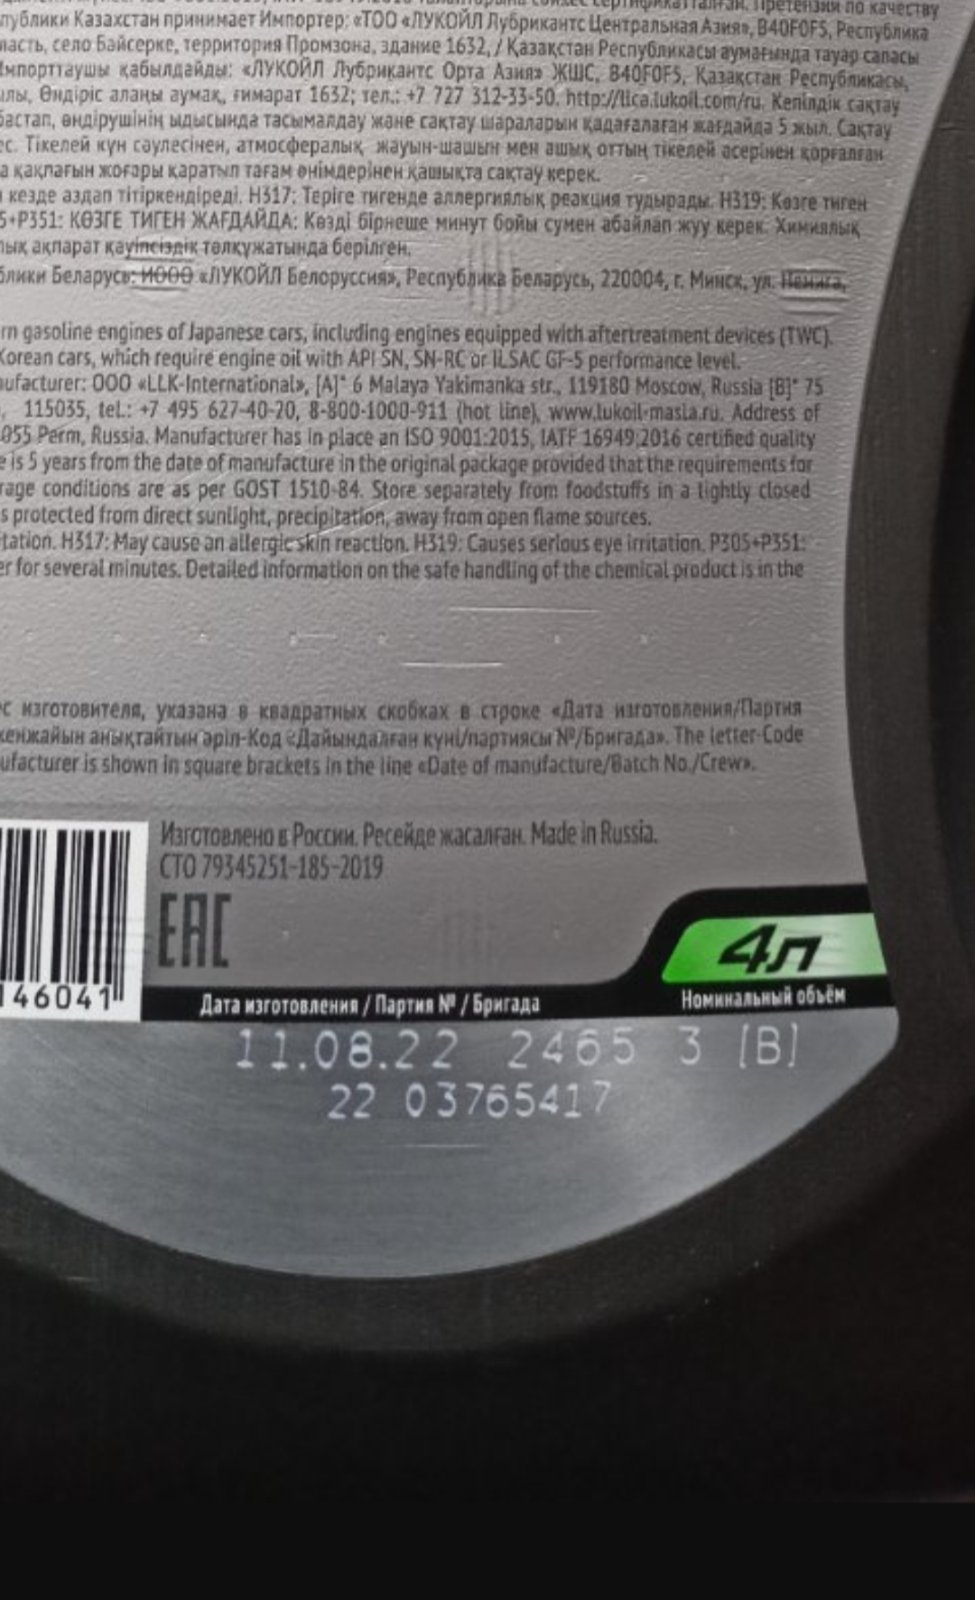 публики Казахстан принимает Импортер: «ТОО «ЛУКОЙЛ Лубрикантс Центральная Азия», B40F0F5, Республика
ласть, село Байсерке, территория Промзона, здание 1632, / Қазақстан Республикасы аумағында тауар сапасы
Импорттаушы қабылдайды: «ЛУКОЙЛ Лубрикантс Орта Азия» ЖШС, B40F0F5, Қазақстан Республикасы,
ылы, Өндіріс алаңы аумақ, ғимарат 1632; тел.: +7 727 312-33-50. http://lica.lukoil.com/ru. Кепілдік сақтау
бастап, өндірушінің ыдысында тасымалдау және сақтау шараларын қадағалаған жағдайда 5 жыл. Сақтау
ес. Тікелей күн сәулесінен, атмосфералық жауын-шашын мен ашық оттың тікелей әсерінен қорғалған
а қақпағын жоғары қаратып тағам өнімдерінен қашықта сақтау керек.
кезде аздап тітіркендіреді. H317: Теріге тигенде аллергиялық реакция тудырады. H319: Көзге тиген
5+P351: КӨЗГЕ ТИГЕН ЖАҒДАЙДА: Көзді бірнеше минут бойы сумен абайлап жуу керек. Химиялық
лық ақпарат қауіпсіздік төлқұжатында берілген.
блики Беларусь: ИООО «ЛУКОЙЛ Белоруссия», Республика Беларусь, 220004, г. Минск, ул. Немига,
rn gasoline engines of Japanese cars, including engines equipped with aftertreatment devices (TWC).
Korean cars, which require engine oil with API SN, SN-RC or ILSAC GF-5 performance level.
nufacturer: OOO «LLK-International», [A]* 6 Malaya Yakimanka str., 119180 Moscow, Russia [B]* 75
, 115035, tel.: +7 495 627-40-20, 8-800-1000-911 (hot line), www.lukoil-masla.ru. Address of
055 Perm, Russia. Manufacturer has in place an ISO 9001:2015, IATF 16949:2016 certified quality
e is 5 years from the date of manufacture in the original package provided that the requirements for
rage conditions are as per GOST 1510-84. Store separately from foodstuffs in a tightly closed
s protected from direct sunlight, precipitation, away from open flame sources.
itation. H317: May cause an allergic skin reaction. H319: Causes serious eye irritation. P305+P351:
er for several minutes. Detailed information on the safe handling of the chemical product is in the
ес изготовителя, указана в квадратных скобках в строке «Дата изготовления/Партия
кенжайын анықтайтын әріп-Код «Дайындалған күні/партиясы №/Бригада». The letter-Code
ufacturer is shown in square brackets in the line «Date of manufacture/Batch No./Crew».
Изготовлено в России. Ресейде жасалған. Made in Russia.
СТО 79345251-185-2019
EAC
4л
146041
Дата изготовления / Партия № / Бригада
Номинальный объём
11.08.22 2465 3 [B]
22 03765417